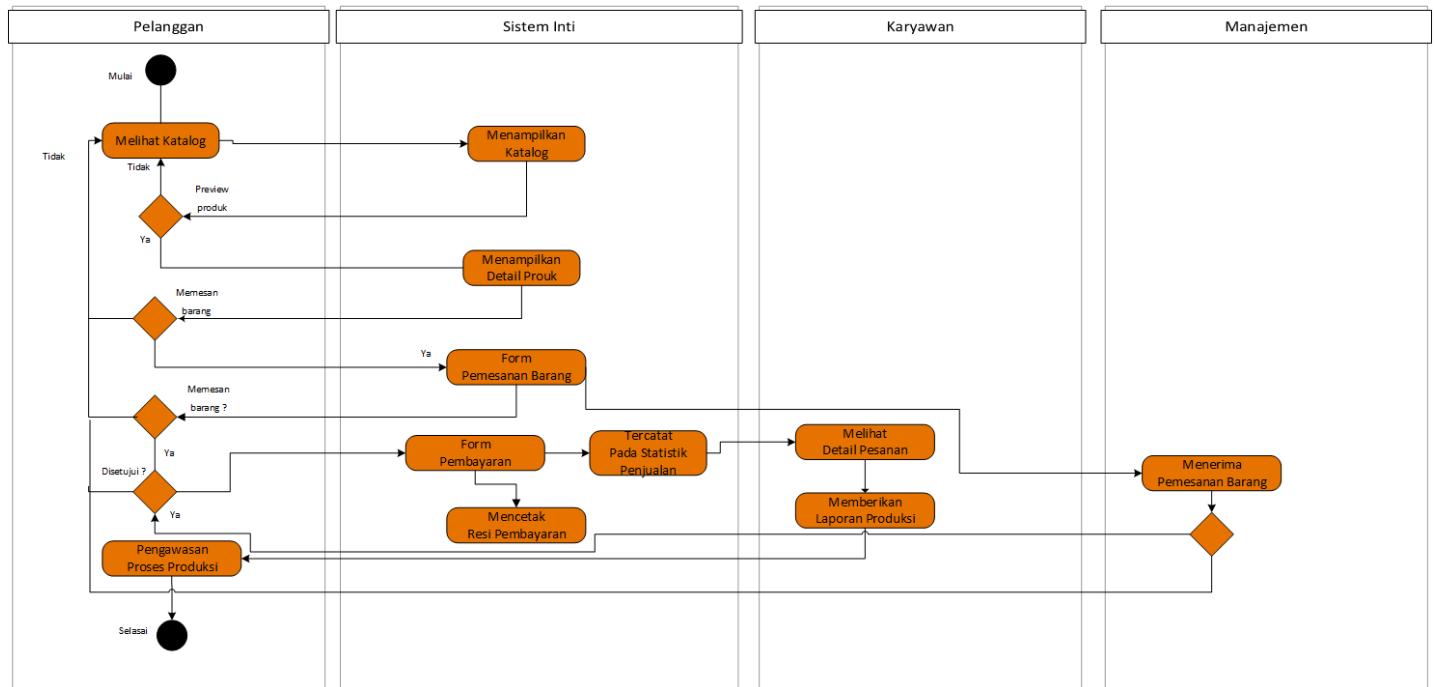 Pelanggan
Sistem Inti
Karyawan
Manajemen
Mulai
Melihat Katalog
Menampilkan
Katalog
Tidak
Tidak
Preview
produk
Ya
Menampilkan
Detail Prouk
Memesan
barang
Ya
Form
Pemesanan Barang
Memesan
barang ?
Ya
Form
Pembayaran
Tercatat
Pada Statistik
Penjualan
Melihat
Detail Pesanan
Menerima
Pemesanan Barang
Disetujui ?
Ya
Mencetak
Resi Pembayaran
Memberikan
Laporan Produksi
Pengawasan
Proses Produksi
Selasai